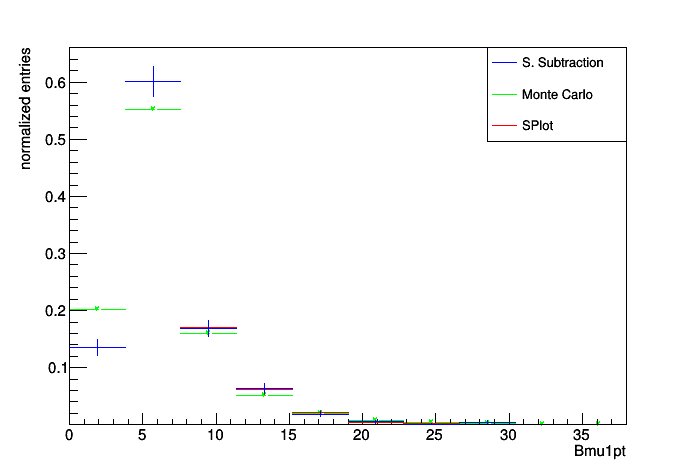 normalized entries
0.6
0.5
0.4
0.3
0.2
0.1
S. Subtraction
Monte Carlo
SPlot
0 5 10 15 20 25 30 35
Bmu1pt